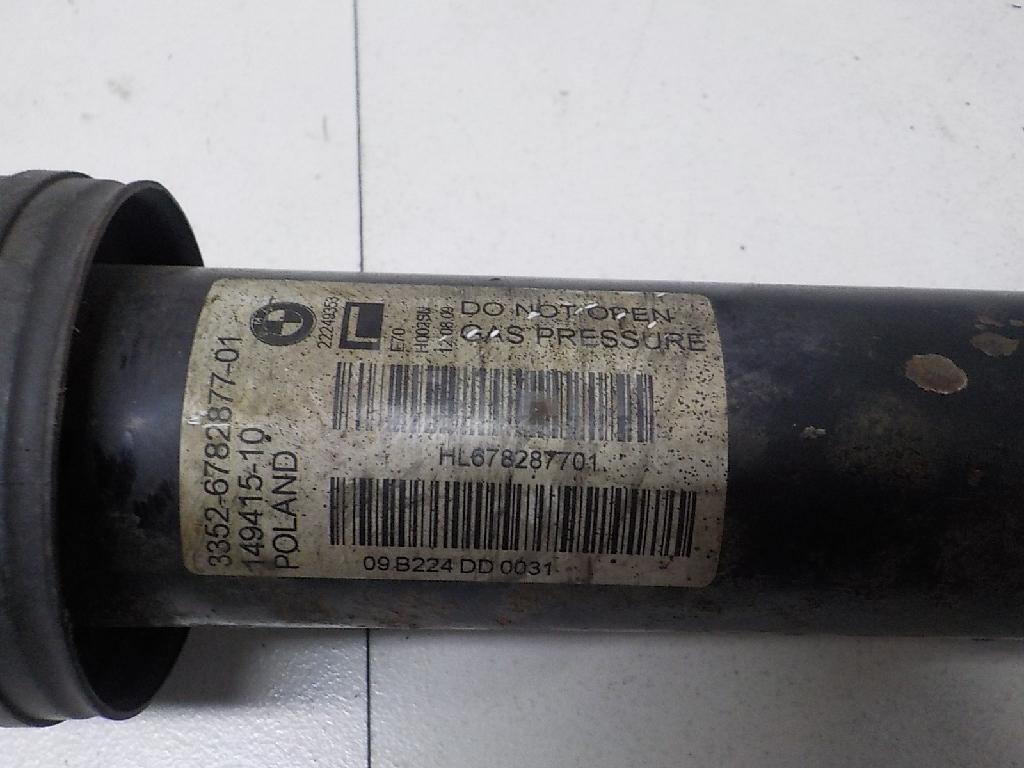 3352-6782877-01
149415-10
POLAND
22240353
L
E70
12.08.09
DO NOT OPEN
GAS PRESSURE
HL678287701
09 B224 DD 0031